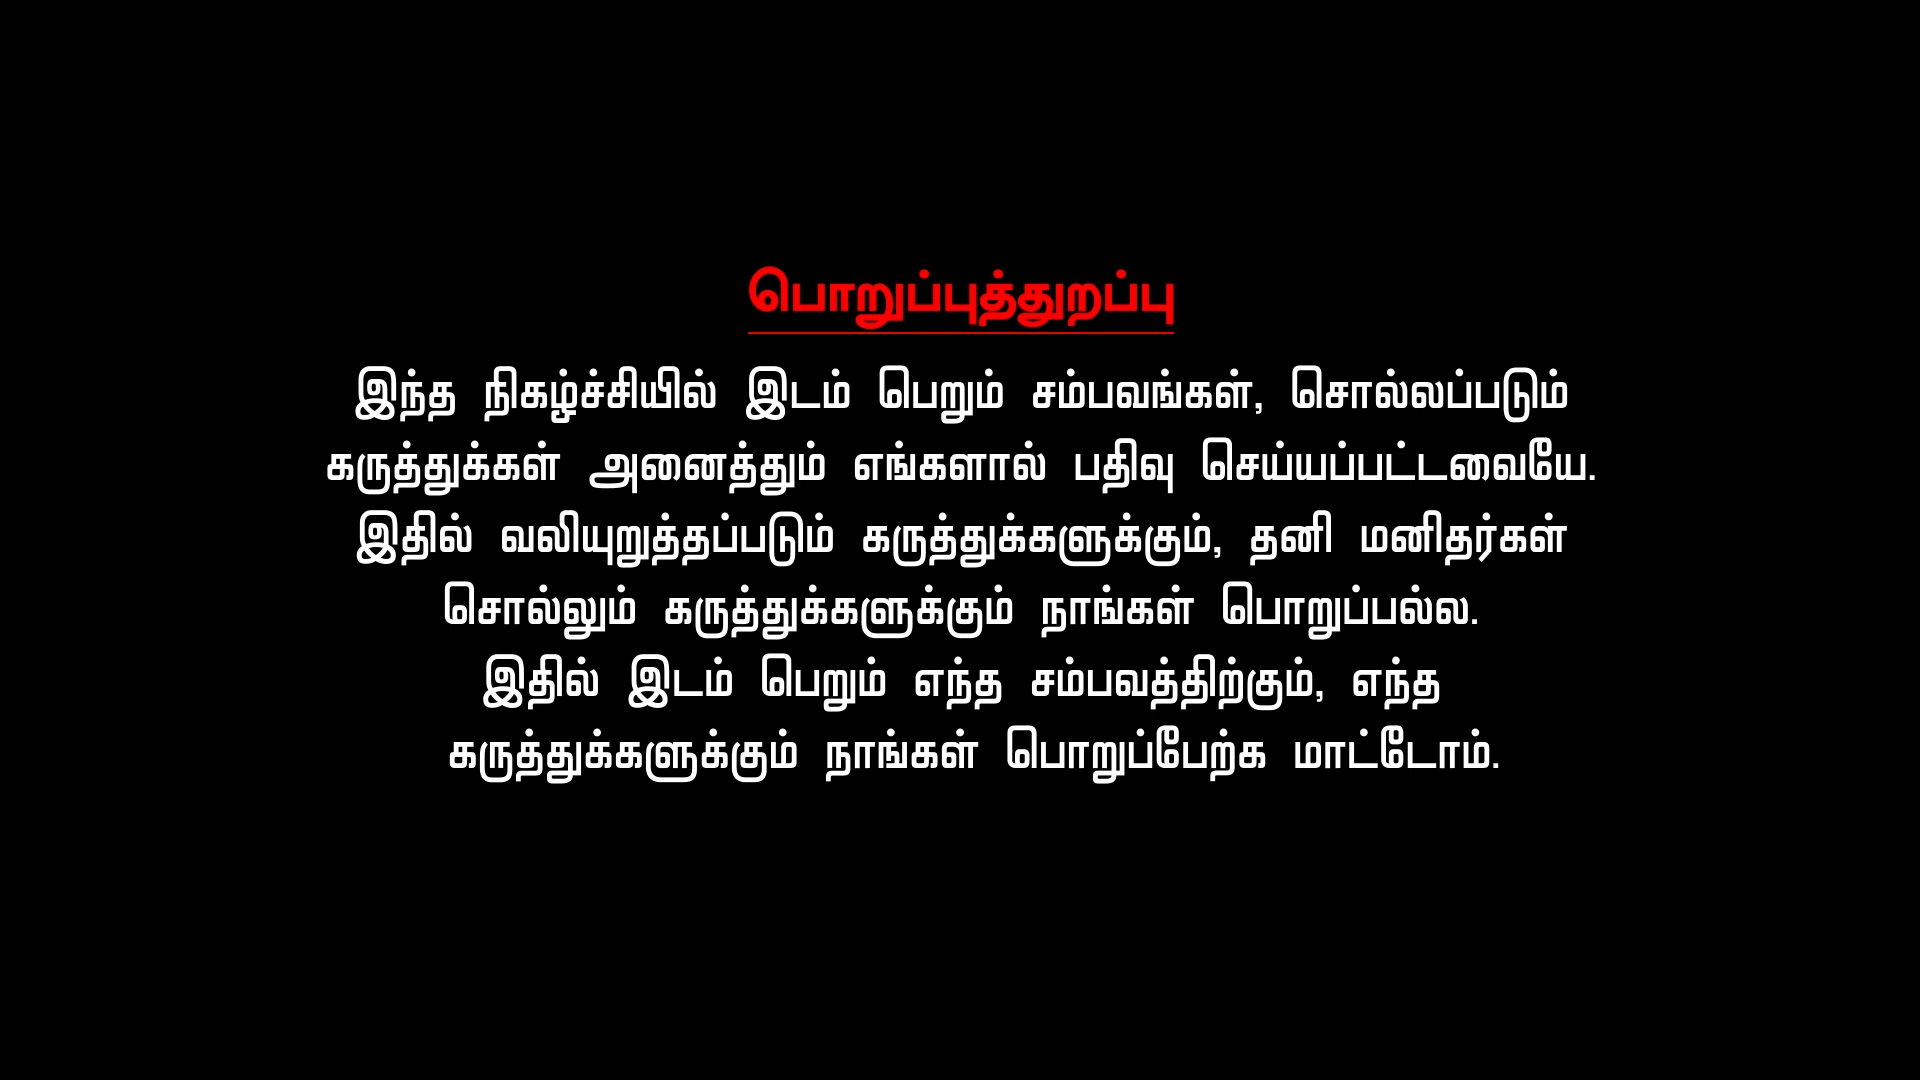 பொறுப்புத்துறப்பு
இந்த நிகழ்ச்சியில் இடம் பெறும் சம்பவங்கள், சொல்லப்படும்
கருத்துக்கள் அனைத்தும் எங்களால் பதிவு செய்யப்பட்டவையே.
இதில் வலியுறுத்தப்படும் கருத்துக்களுக்கும், தனி மனிதர்கள்
சொல்லும் கருத்துக்களுக்கும் நாங்கள் பொறுப்பல்ல.
இதில் இடம் பெறும் எந்த சம்பவத்திற்கும், எந்த
கருத்துக்களுக்கும் நாங்கள் பொறுப்பேற்க மாட்டோம்.